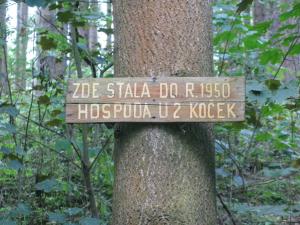 ZDE STÁLA DO R.1950
HOSPODA U 2 KOČEK